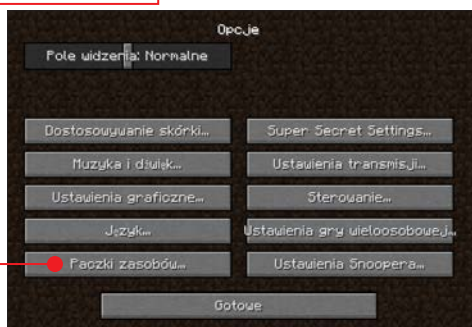 Opcje
Pole widzenia: Normalne
Dostosowywanie skórki...
Super Secret Settings...
Muzyka i dźwięk...
Ustawienia transmisji...
Ustawienia graficzne...
Sterowanie...
Język...
Ustawienia gry wieloosobowej...
Paczki zasobów...
Ustawienia Snoopera...
Gotowe